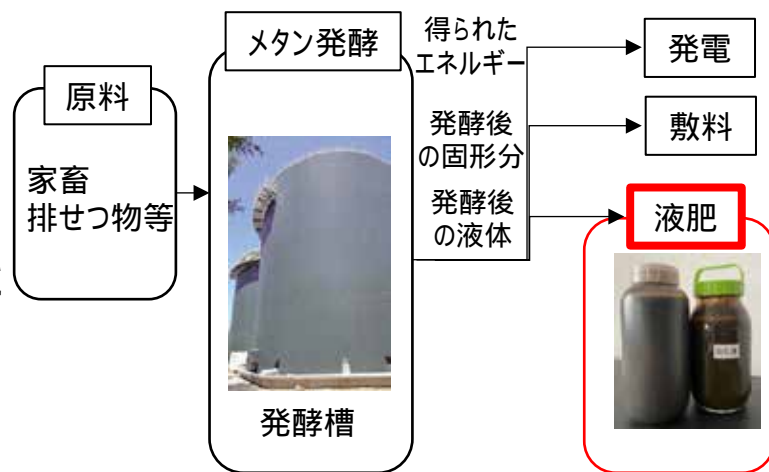 原料
家畜
排せつ物等
メタン発酵
発酵槽
得られた
エネルギー
発酵後
の固形分
発酵後
の液体
発電
敷料
液肥